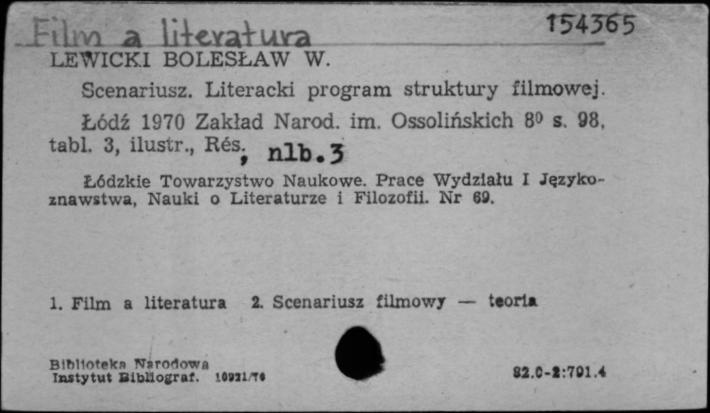 Film a literatura
154365
LEWICKI BOLESŁAW W.
Scenariusz. Literacki program struktury filmowej.
Łódź 1970 Zakład Narod. im. Ossolińskich 8⁰ s. 98,
tabl. 3, ilustr., Rés., nlb. 3
Łódzkie Towarzystwo Naukowe. Prace Wydziału I Języko-
znawstwa, Nauki o Literaturze i Filozofii. Nr 69.
1. Film a literatura 2. Scenariusz filmowy — teoria
Biblioteka Narodowa
Instytut Bibliograf. 10921/70
82.0-2:791.4